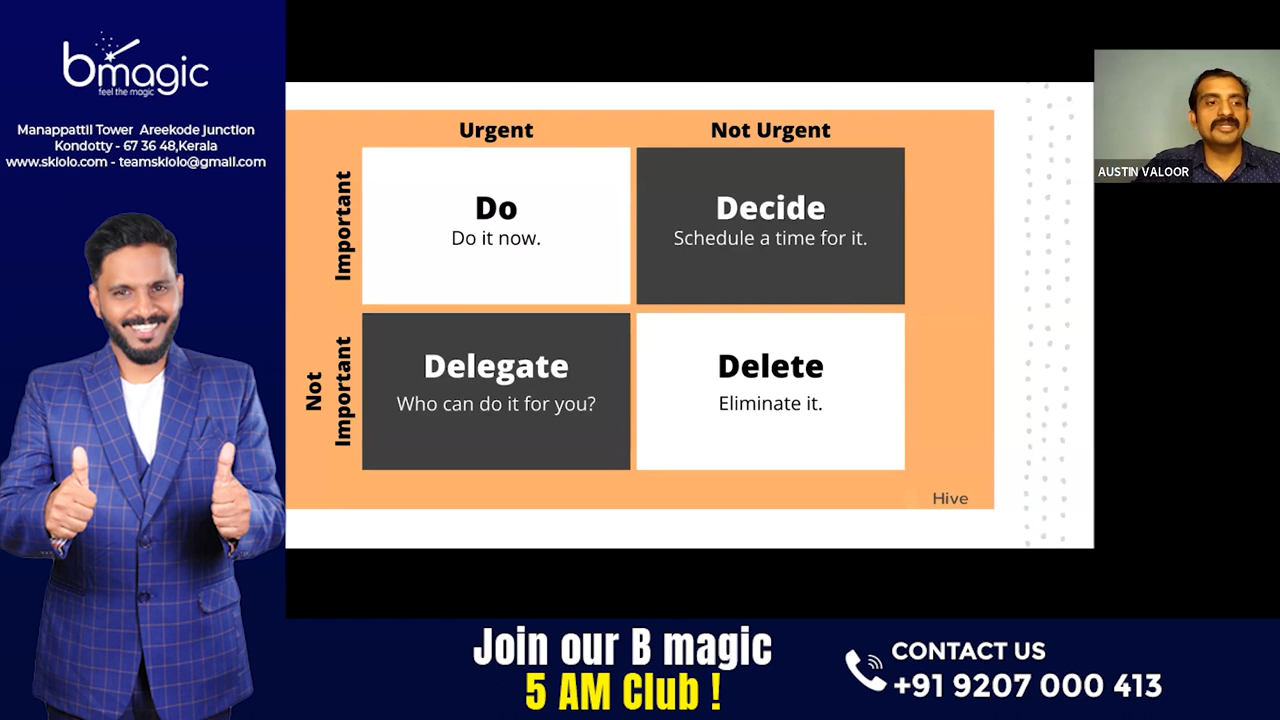 bmagic
feel the magic
Manappattil Tower Areekode Junction
Kondotty - 67 36 48,Kerala
www.sklolo.com - teamsklolo@gmail.com
Urgent
Not Urgent
Important
Do
Do it now.
Decide
Schedule a time for it.
Not
Important
Delegate
Who can do it for you?
Delete
Eliminate it.
Hive
AUSTIN VALOOR
Join our B magic
5 AM Club !
CONTACT US
+91 9207 000 413